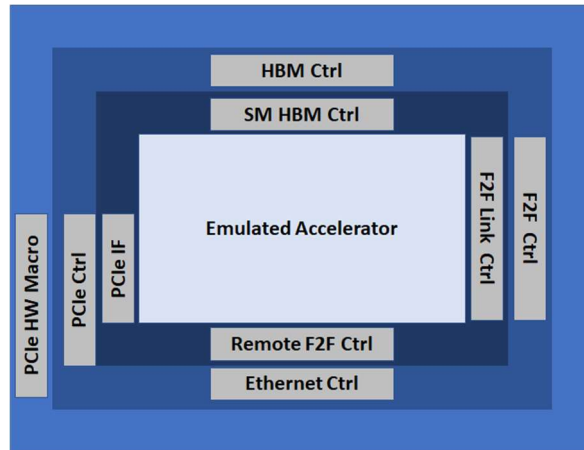 HBM Ctrl
SM HBM Ctrl
Emulated Accelerator
PCIe HW Macro
PCIe Ctrl
PCIe IF
F2F Link Ctrl
F2F Ctrl
Remote F2F Ctrl
Ethernet Ctrl